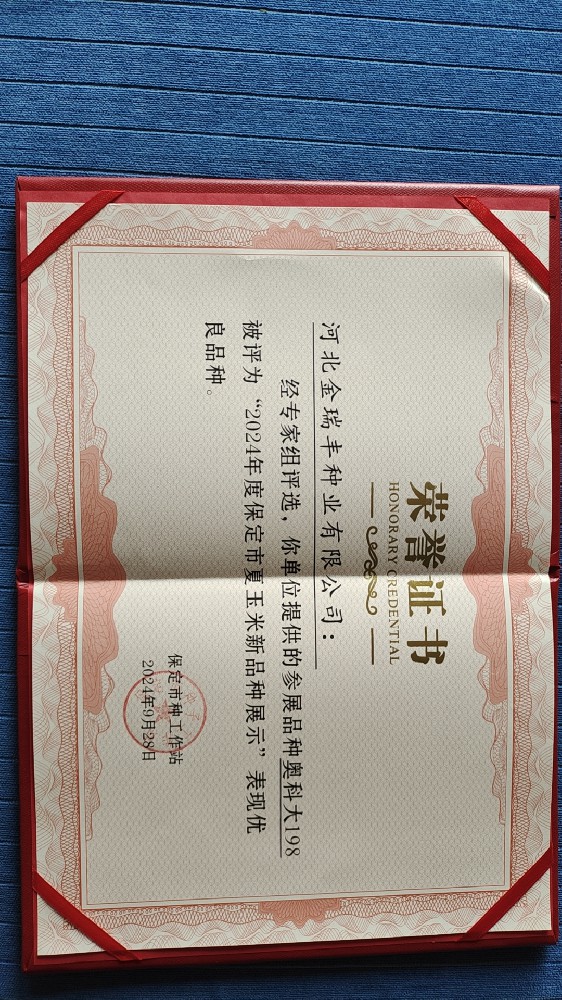 荣誉证书
HONORARY CREDENTIAL
河北金瑞丰种业有限公司：
经专家组评选，你单位提供的参展品种奥科大198
被评为“2024年度保定市夏玉米新品种展示”表现优
良品种。
保定市种工作站
2024年9月28日